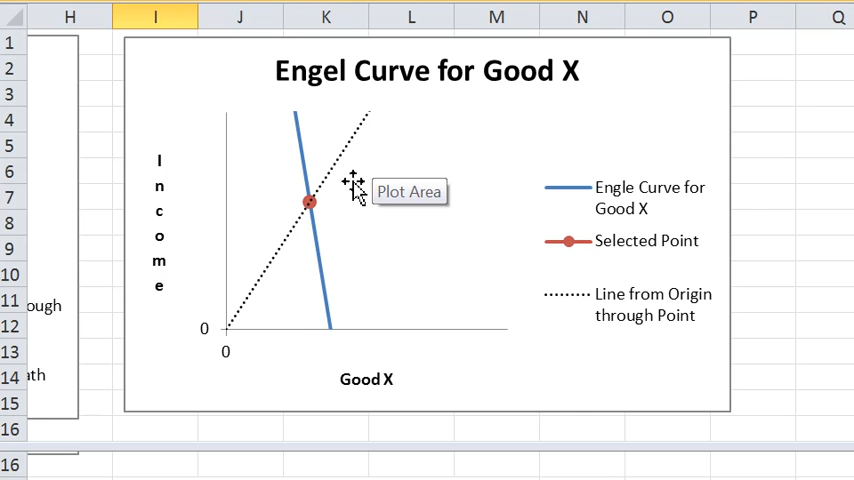 H I J K L M N O P Q
1
2
3
4
5
6
7
8
9
10
11
12
13
14
15
16
16
ough
ath
Engel Curve for Good X
I
n
c
o
m
e
Plot Area
0
0
Good X
Engle Curve for
Good X
Selected Point
Line from Origin
through Point